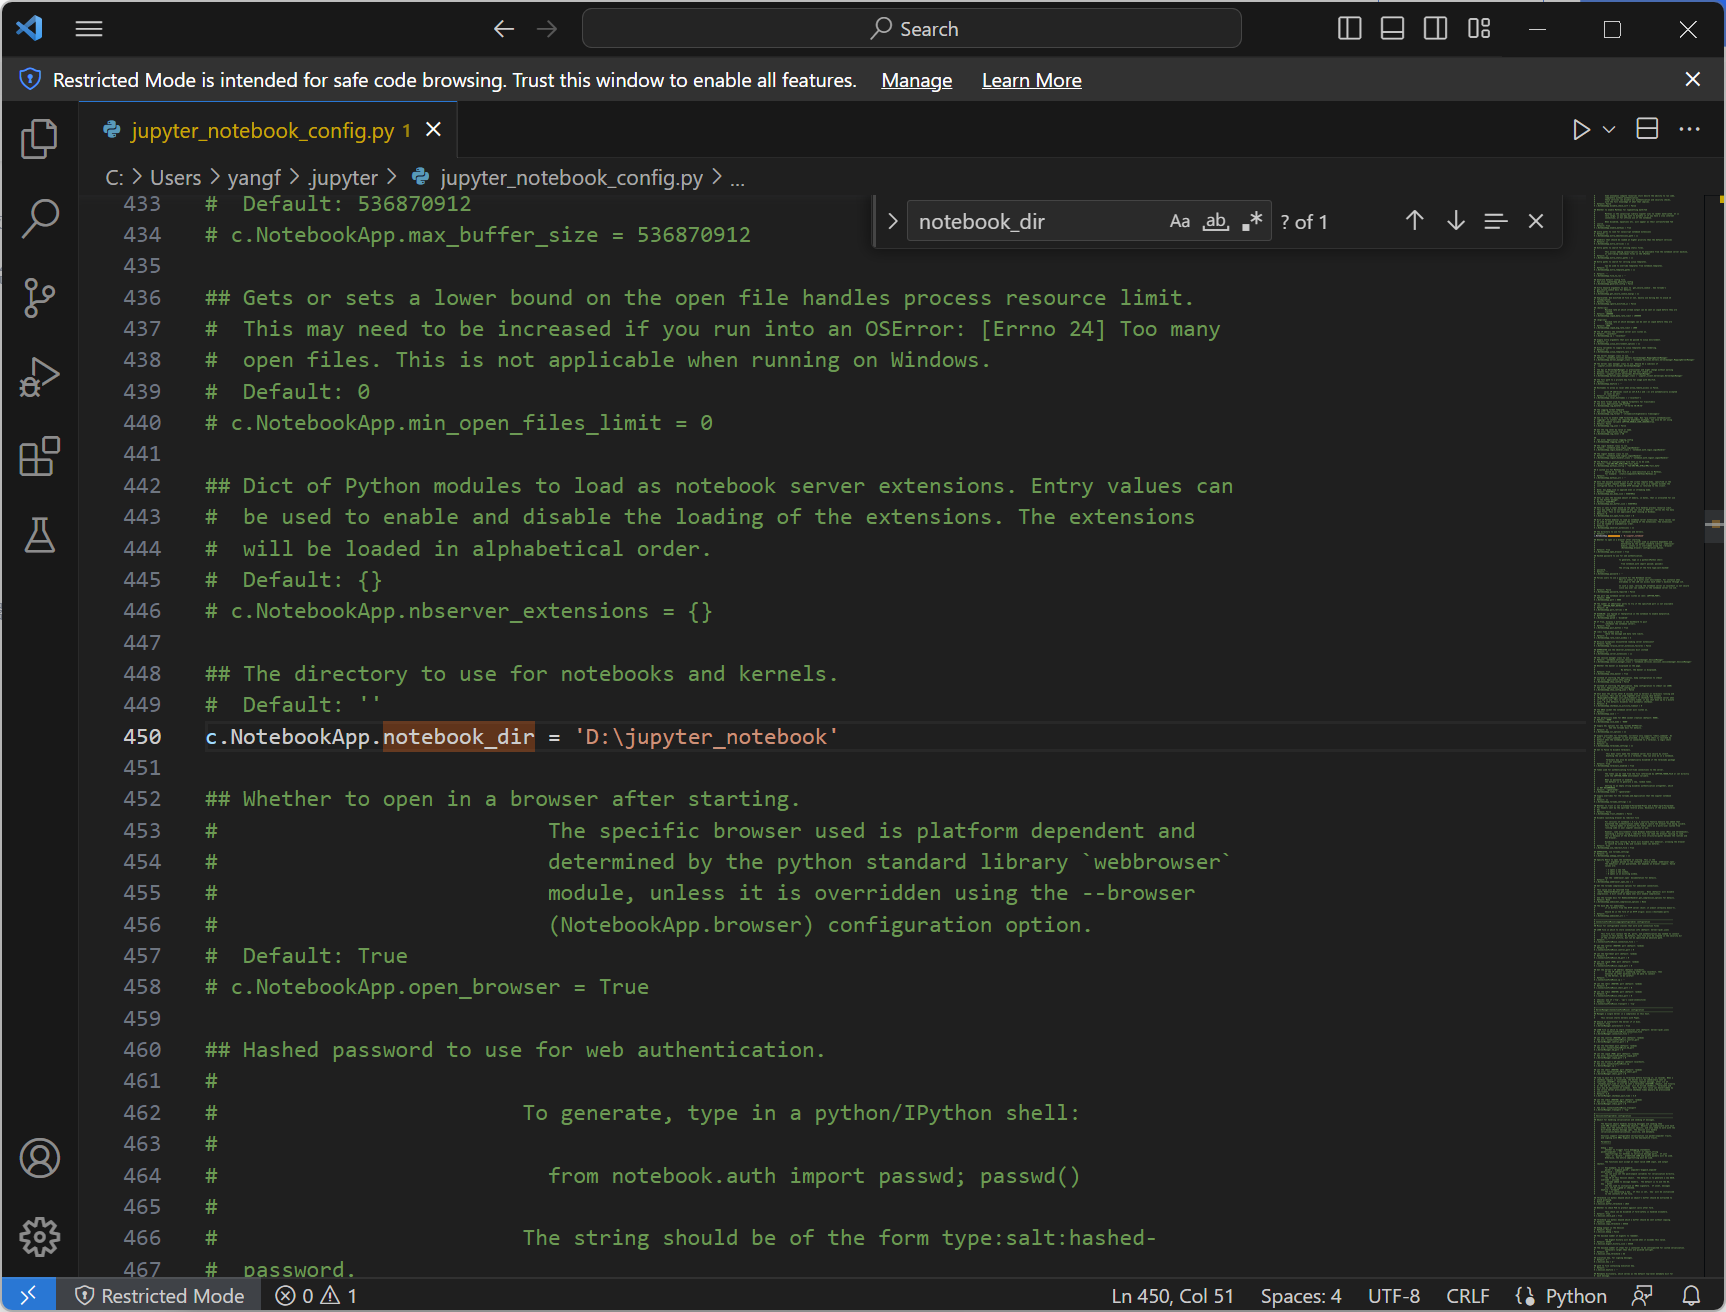 Search
Restricted Mode is intended for safe code browsing. Trust this window to enable all features. Manage Learn More
jupyter_notebook_config.py 1
C: > Users > yangf > .jupyter > jupyter_notebook_config.py > ...
notebook_dir Aa ab .* ? of 1
433 #  Default: 536870912
434 # c.NotebookApp.max_buffer_size = 536870912
435
436 ## Gets or sets a lower bound on the open file handles process resource limit.
437 #  This may need to be increased if you run into an OSError: [Errno 24] Too many
438 #  open files. This is not applicable when running on Windows.
439 #  Default: 0
440 # c.NotebookApp.min_open_files_limit = 0
441
442 ## Dict of Python modules to load as notebook server extensions. Entry values can
443 #  be used to enable and disable the loading of the extensions. The extensions
444 #  will be loaded in alphabetical order.
445 #  Default: {}
446 # c.NotebookApp.nbserver_extensions = {}
447
448 ## The directory to use for notebooks and kernels.
449 #  Default: ''
450 c.NotebookApp.notebook_dir = 'D:\jupyter_notebook'
451
452 ## Whether to open in a browser after starting.
453 #                          The specific browser used is platform dependent and
454 #                          determined by the python standard library `webbrowser`
455 #                          module, unless it is overridden using the --browser
456 #                          (NotebookApp.browser) configuration option.
457 #  Default: True
458 # c.NotebookApp.open_browser = True
459
460 ## Hashed password to use for web authentication.
461 #
462 #                        To generate, type in a python/IPython shell:
463 #
464 #                          from notebook.auth import passwd; passwd()
465 #
466 #                        The string should be of the form type:salt:hashed-
467 #  password.
Restricted Mode 0 1 Ln 450, Col 51 Spaces: 4 UTF-8 CRLF Python